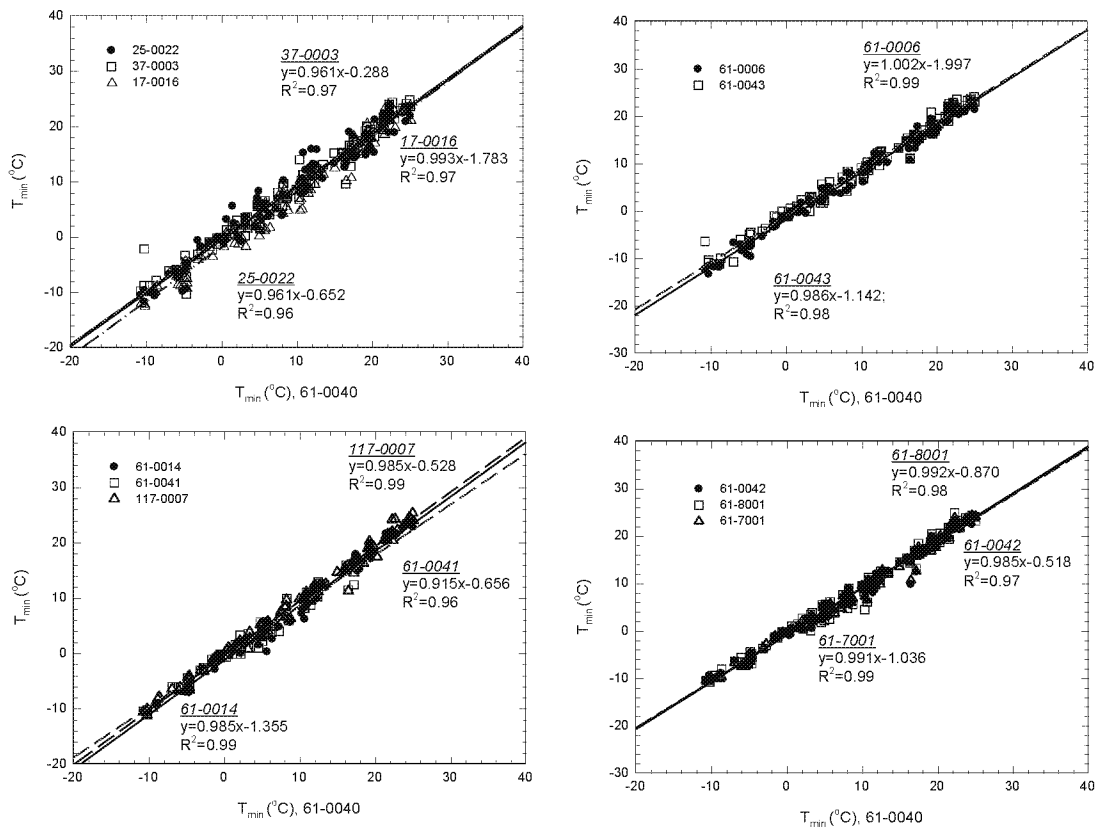 40
30
20
10
0
-10
-20
-20
-10
0
10
20
30
40
T_min (°C)
T_min (°C), 61-0040
25-0022
37-0003
17-0016
37-0003
y=0.961x-0.288
R²=0.97
17-0016
y=0.993x-1.783
R²=0.97
25-0022
y=0.961x-0.652
R²=0.96
40
30
20
10
0
-10
-20
-30
-20
-10
0
10
20
30
40
T_min (°C)
T_min (°C), 61-0040
61-0006
61-0043
61-0006
y=1.002x-1.997
R²=0.99
61-0043
y=0.986x-1.142;
R²=0.98
40
30
20
10
0
-10
-20
-20
-10
0
10
20
30
40
T_min (°C)
T_min (°C), 61-0040
61-0014
61-0041
117-0007
117-0007
y=0.985x-0.528
R²=0.99
61-0041
y=0.915x-0.656
R²=0.96
61-0014
y=0.985x-1.355
R²=0.99
40
30
20
10
0
-10
-20
-30
-20
-10
0
10
20
30
40
T_min (°C)
T_min (°C), 61-0040
61-0042
61-8001
61-7001
61-8001
y=0.992x-0.870
R²=0.98
61-0042
y=0.985x-0.518
R²=0.97
61-7001
y=0.991x-1.036
R²=0.99